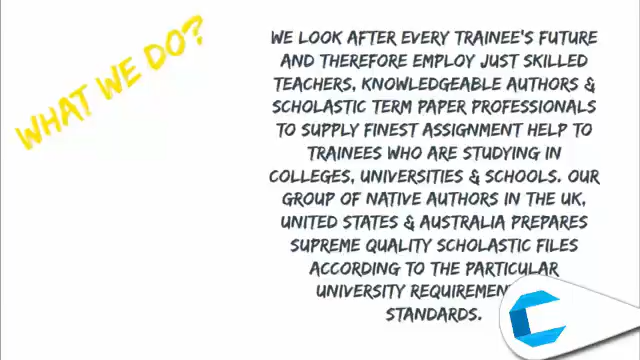 WHAT WE DO?
WE LOOK AFTER EVERY TRAINEE'S FUTURE
AND THEREFORE EMPLOY JUST SKILLED
TEACHERS, KNOWLEDGEABLE AUTHORS &
SCHOLASTIC TERM PAPER PROFESSIONALS
TO SUPPLY FINEST ASSIGNMENT HELP TO
TRAINEES WHO ARE STUDYING IN
COLLEGES, UNIVERSITIES & SCHOOLS. OUR
GROUP OF NATIVE AUTHORS IN THE UK,
UNITED STATES & AUSTRALIA PREPARES
SUPREME QUALITY SCHOLASTIC FILES
ACCORDING TO THE PARTICULAR
UNIVERSITY
STANDARDS.